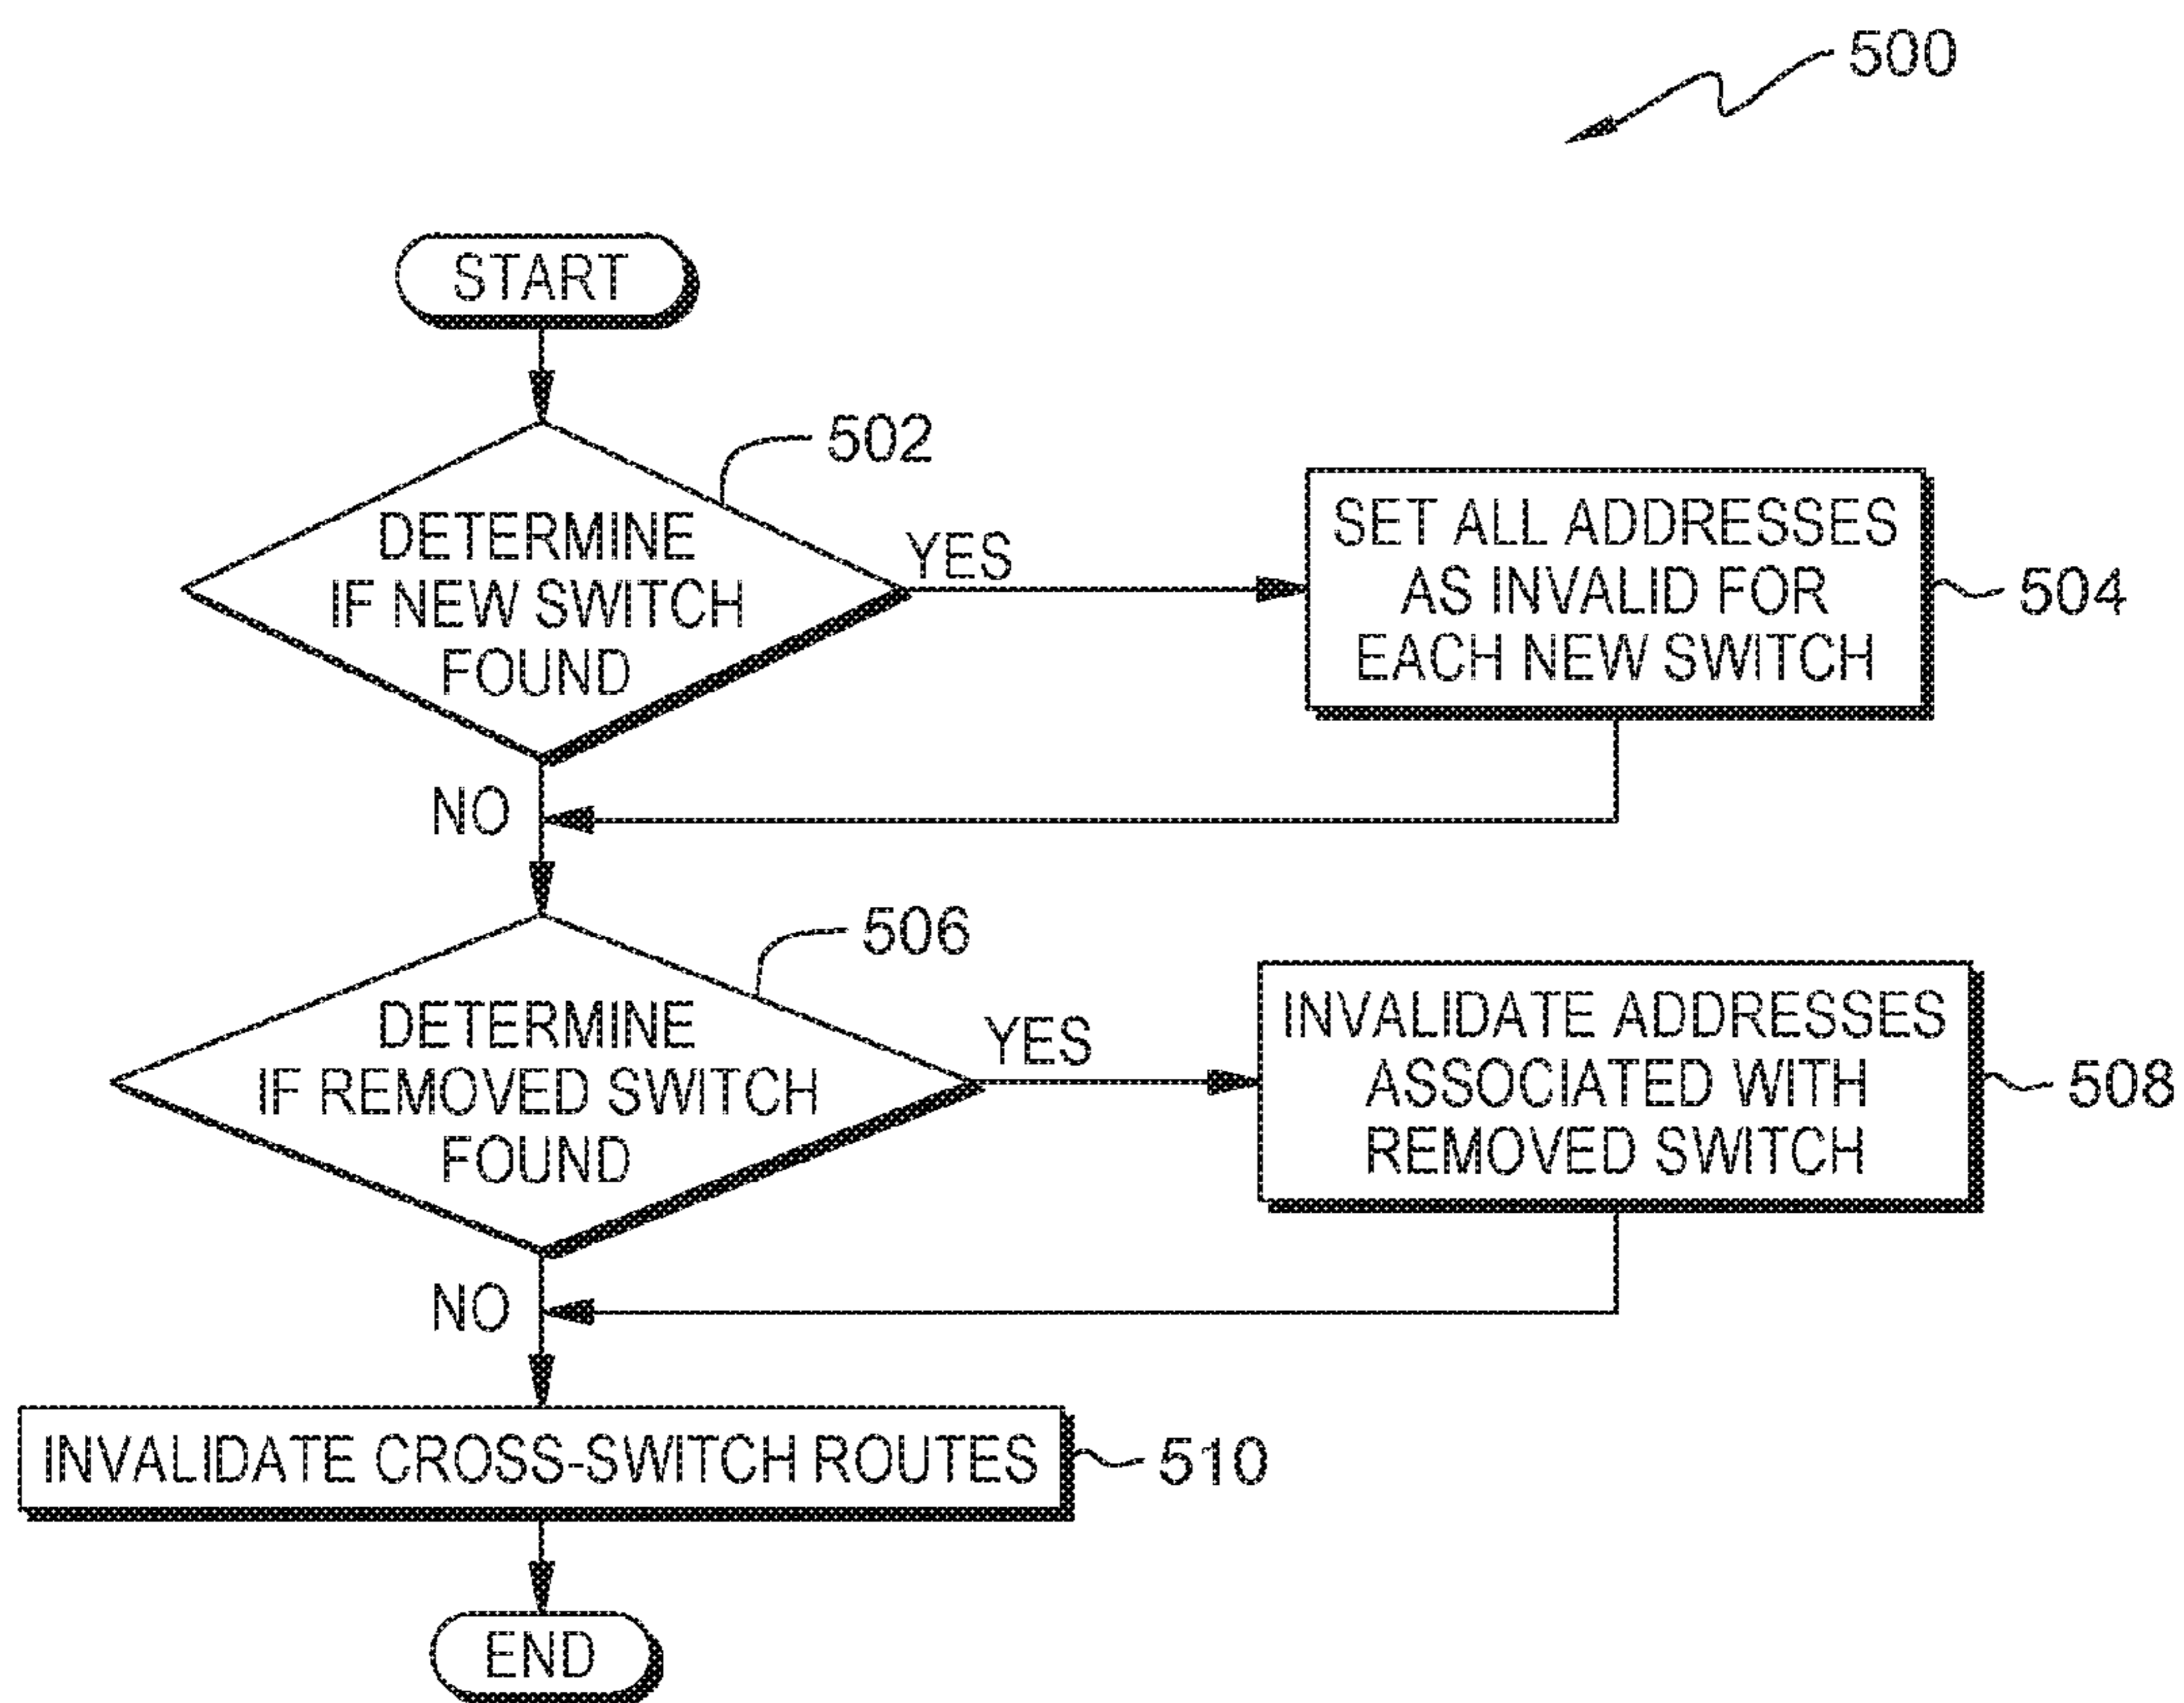 500
START
502
DETERMINE
IF NEW SWITCH
FOUND
YES
SET ALL ADDRESSES
AS INVALID FOR
EACH NEW SWITCH
504
NO
506
DETERMINE
IF REMOVED SWITCH
FOUND
YES
INVALIDATE ADDRESSES
ASSOCIATED WITH
REMOVED SWITCH
508
NO
INVALIDATE CROSS-SWITCH ROUTES
510
END